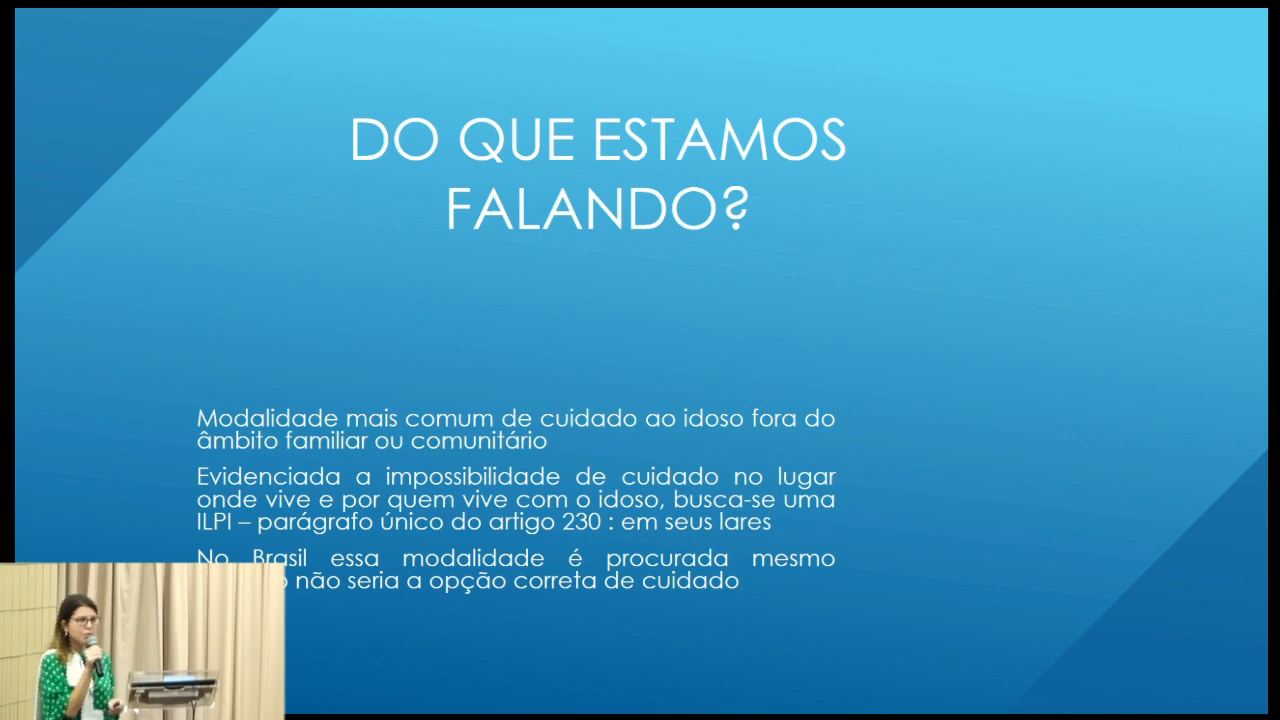 DO QUE ESTAMOS
FALANDO?
Modalidade mais comum de cuidado ao idoso fora do
âmbito familiar ou comunitário
Evidenciada a impossibilidade de cuidado no lugar
onde vive e por quem vive com o idoso, busca-se uma
ILPI – parágrafo único do artigo 230 : em seus lares
No Brasil essa modalidade é procurada mesmo
não seria a opção correta de cuidado